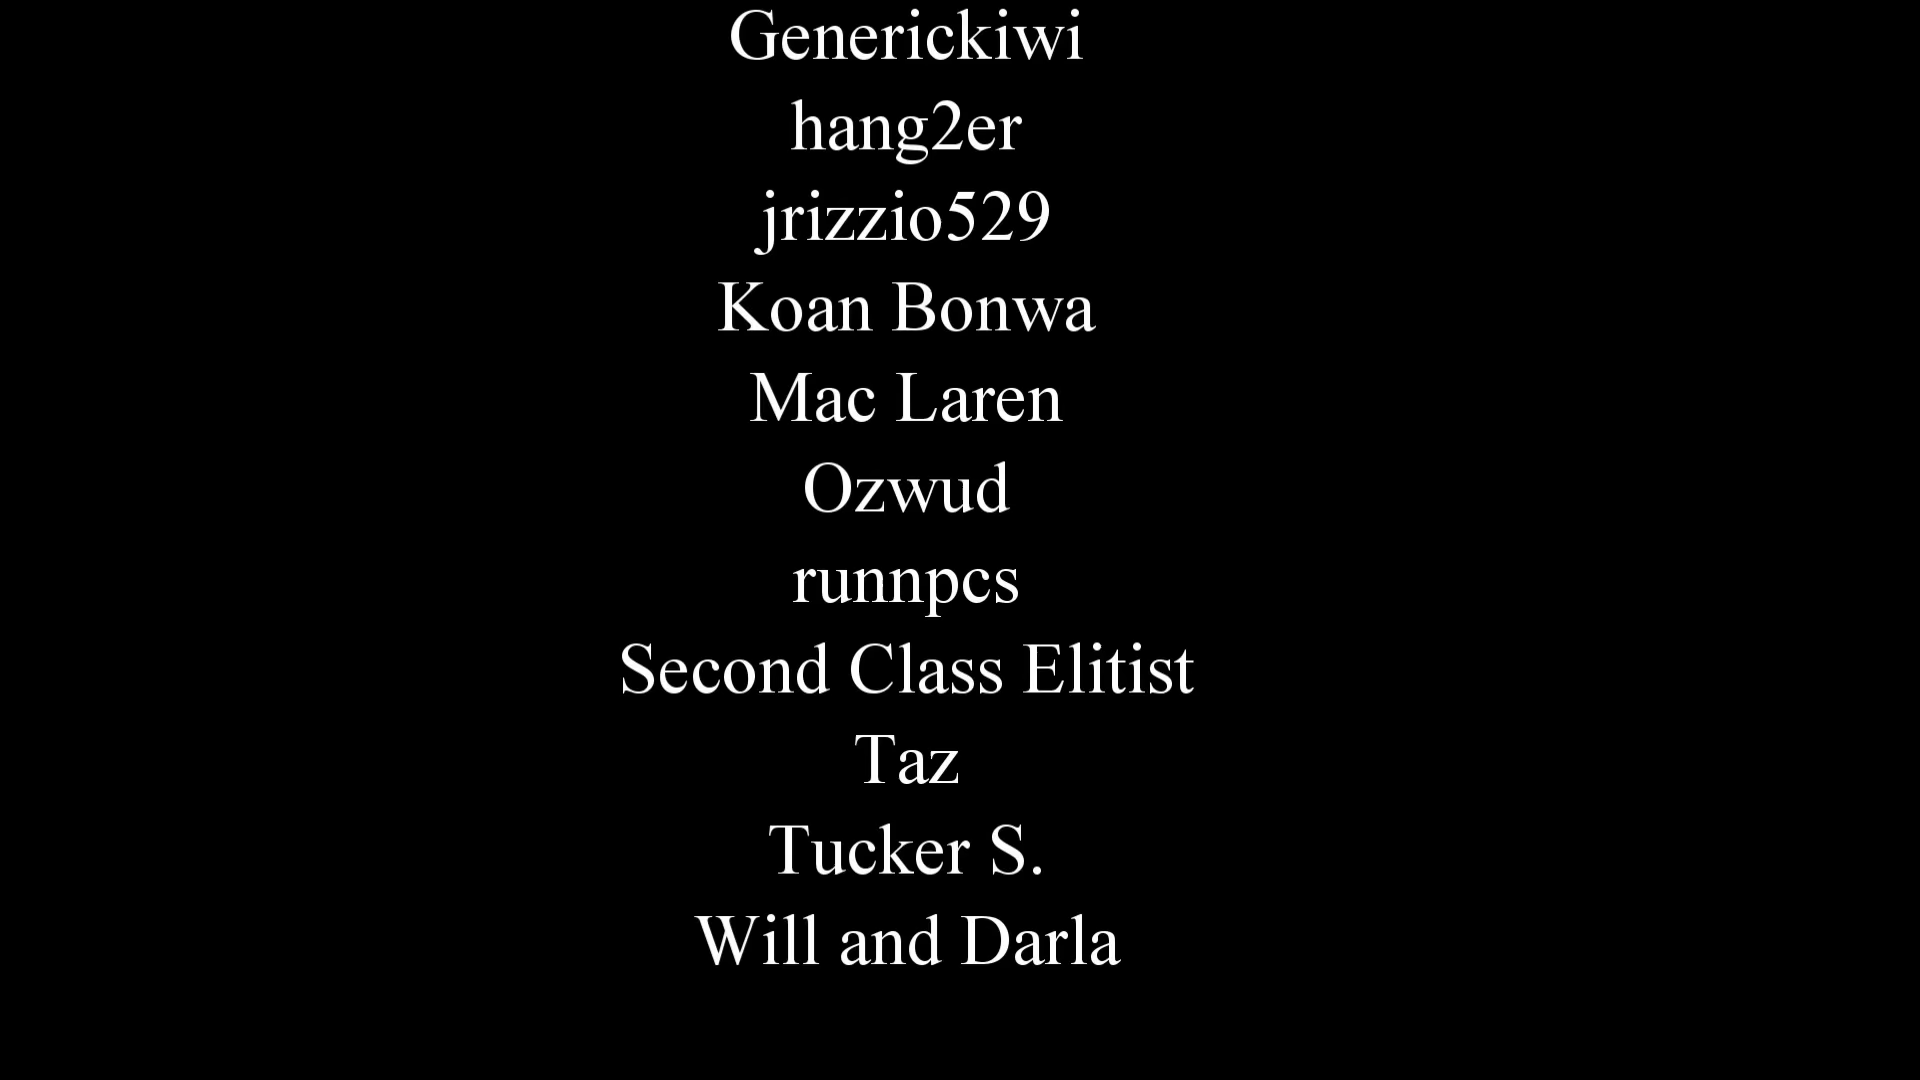 Generickiwi
hang2er
jrizzio529
Koan Bonwa
Mac Laren
Ozwud
runnpcs
Second Class Elitist
Taz
Tucker S.
Will and Darla